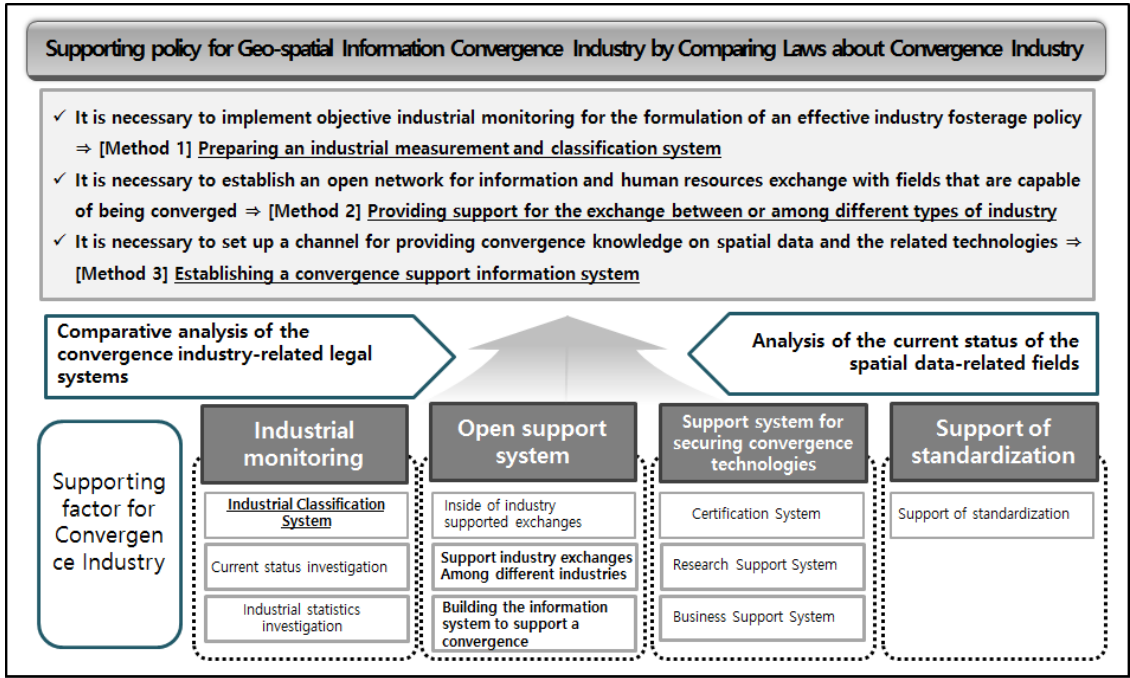 Supporting policy for Geo-spatial Information Convergence Industry by Comparing Laws about Convergence Industry
✓ It is necessary to implement objective industrial monitoring for the formulation of an effective industry fosterage policy
⇒ [Method 1] Preparing an industrial measurement and classification system
✓ It is necessary to establish an open network for information and human resources exchange with fields that are capable
of being converged ⇒ [Method 2] Providing support for the exchange between or among different types of industry
✓ It is necessary to set up a channel for providing convergence knowledge on spatial data and the related technologies ⇒
[Method 3] Establishing a convergence support information system
Comparative analysis of the
convergence industry-related legal
systems
Analysis of the current status of the
spatial data-related fields
Supporting
factor for
Convergen
ce Industry
Industrial
monitoring
Industrial Classification
System
Current status investigation
Industrial statistics
investigation
Open support
system
Inside of industry
supported exchanges
Support industry exchanges
Among different industries
Building the information
system to support a
convergence
Support system for
securing convergence
technologies
Certification System
Research Support System
Business Support System
Support of
standardization
Support of standardization